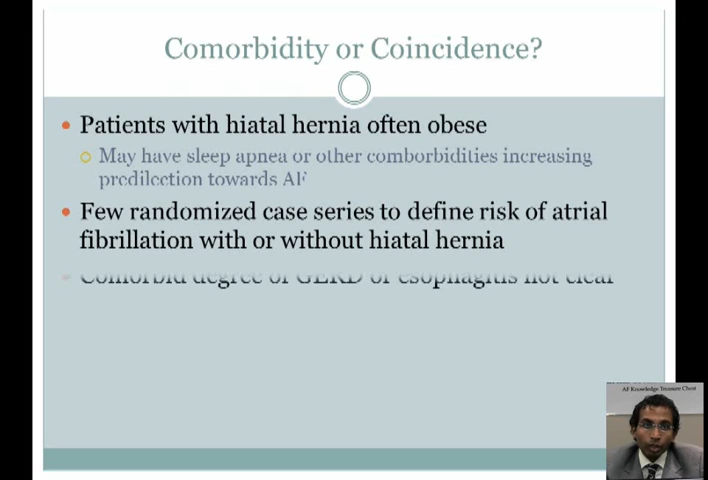 Comorbidity or Coincidence?
Patients with hiatal hernia often obese
May have sleep apnea or other comborbidities increasing
predilection towards AF
Few randomized case series to define risk of atrial
fibrillation with or without hiatal hernia
Comorbid degree of GERD or esophagitis not clear
AF Knowledge Treasure Chest